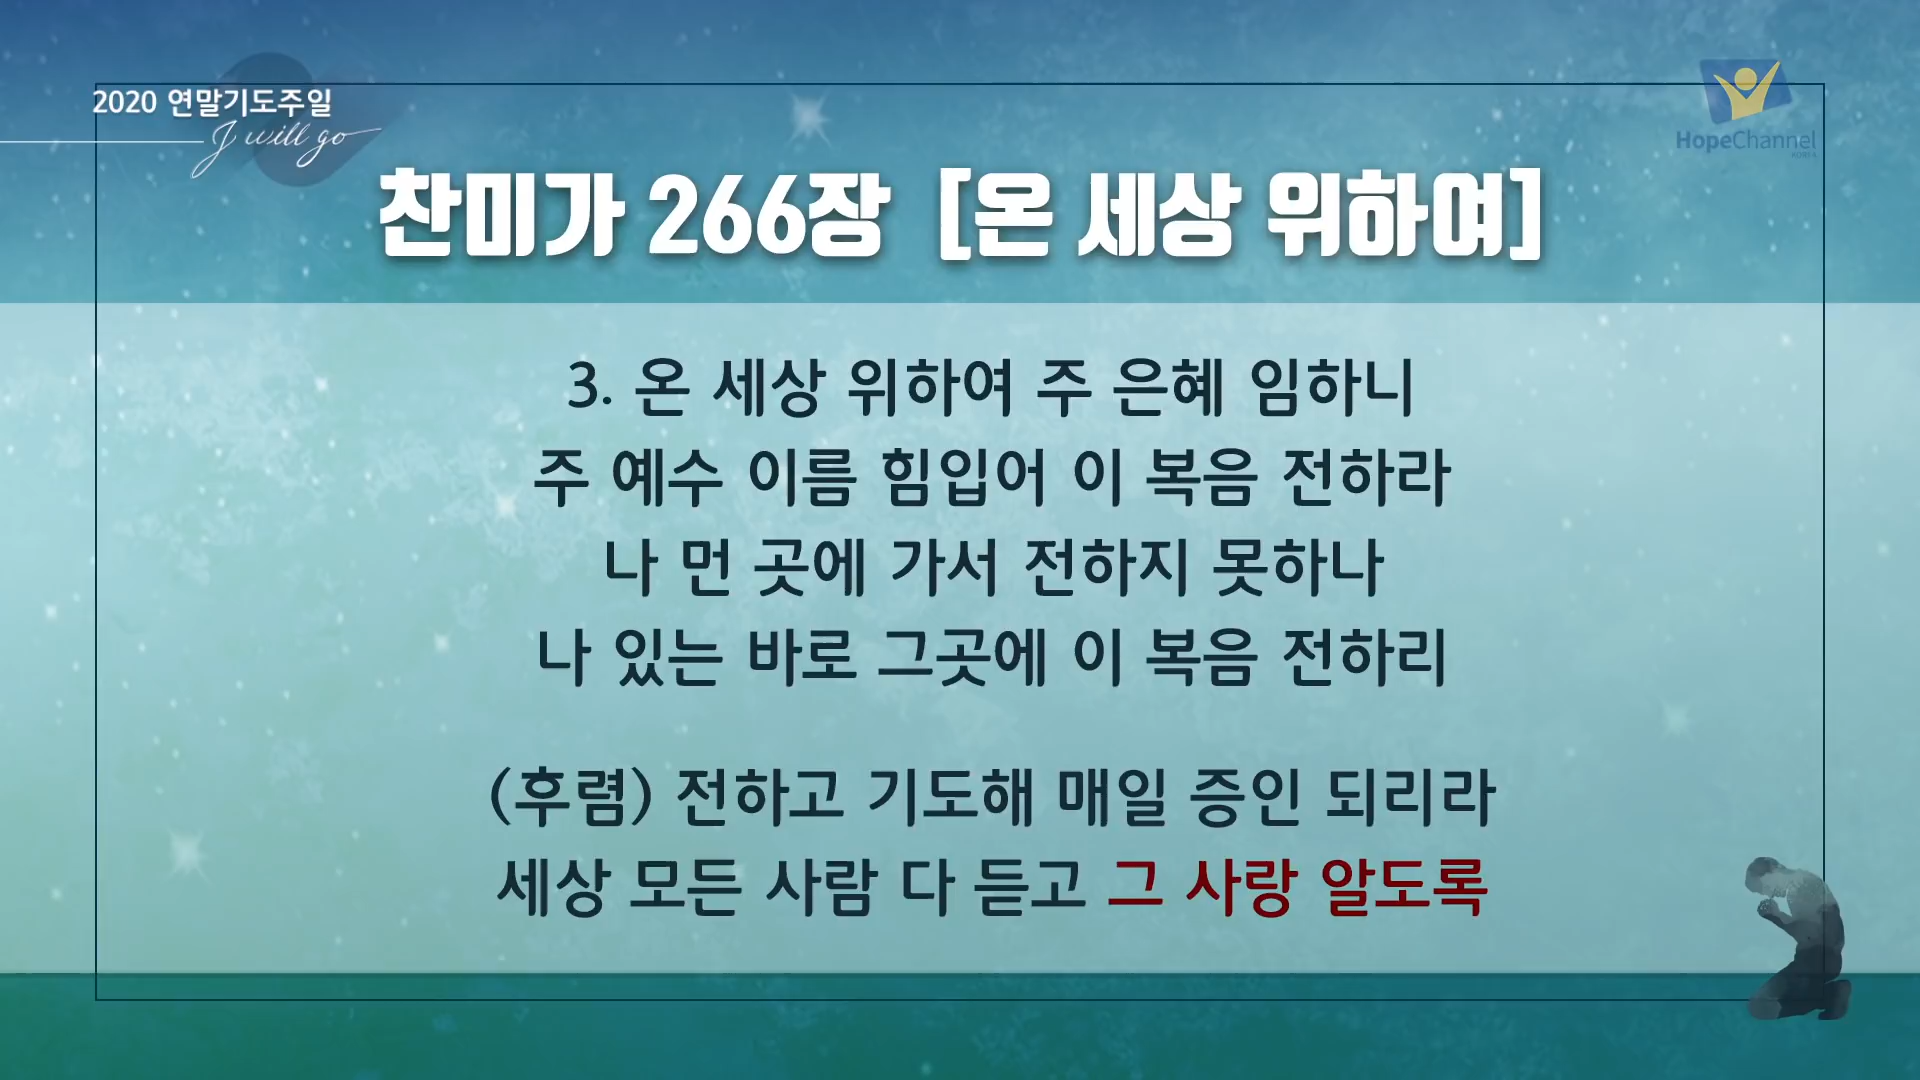 2020 연말기도주일
I will go
HopeChannel
KOREA
찬미가 266장 [온 세상 위하여]
3. 온 세상 위하여 주 은혜 임하니
주 예수 이름 힘입어 이 복음 전하라
나 먼 곳에 가서 전하지 못하나
나 있는 바로 그곳에 이 복음 전하리
(후렴) 전하고 기도해 매일 증인 되리라
세상 모든 사람 다 듣고 그 사랑 알도록